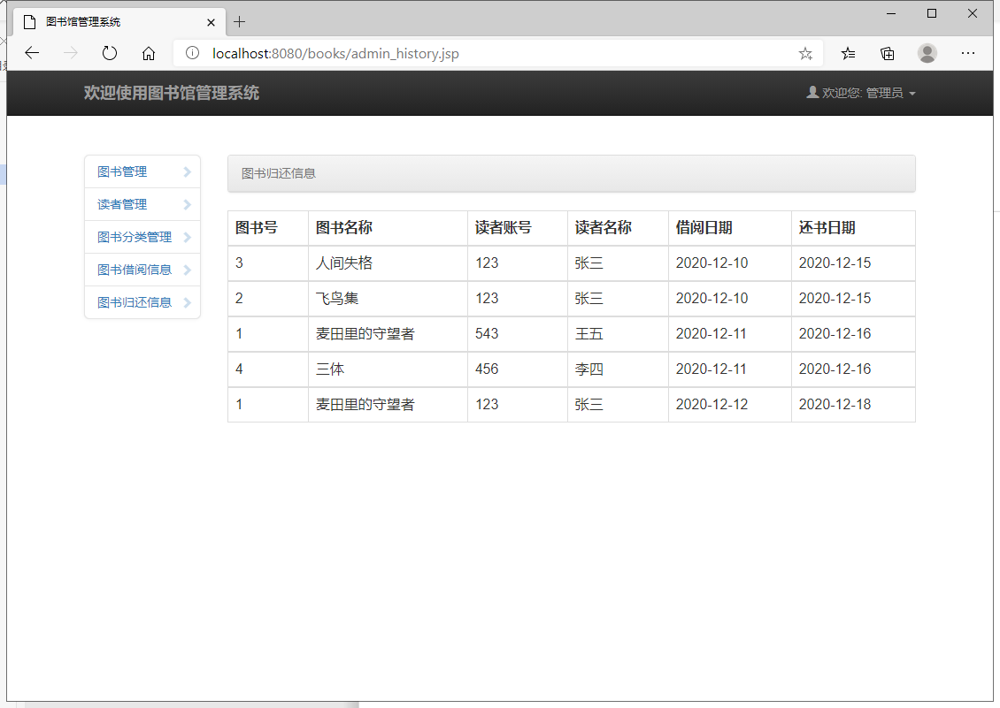 图书馆管理系统
localhost:8080/books/admin_history.jsp
欢迎使用图书馆管理系统 欢迎您: 管理员
图书管理
读者管理
图书分类管理
图书借阅信息
图书归还信息
图书归还信息
图书号 图书名称 读者账号 读者名称 借阅日期 还书日期
3 人间失格 123 张三 2020-12-10 2020-12-15
2 飞鸟集 123 张三 2020-12-10 2020-12-15
1 麦田里的守望者 543 王五 2020-12-11 2020-12-16
4 三体 456 李四 2020-12-11 2020-12-16
1 麦田里的守望者 123 张三 2020-12-12 2020-12-18